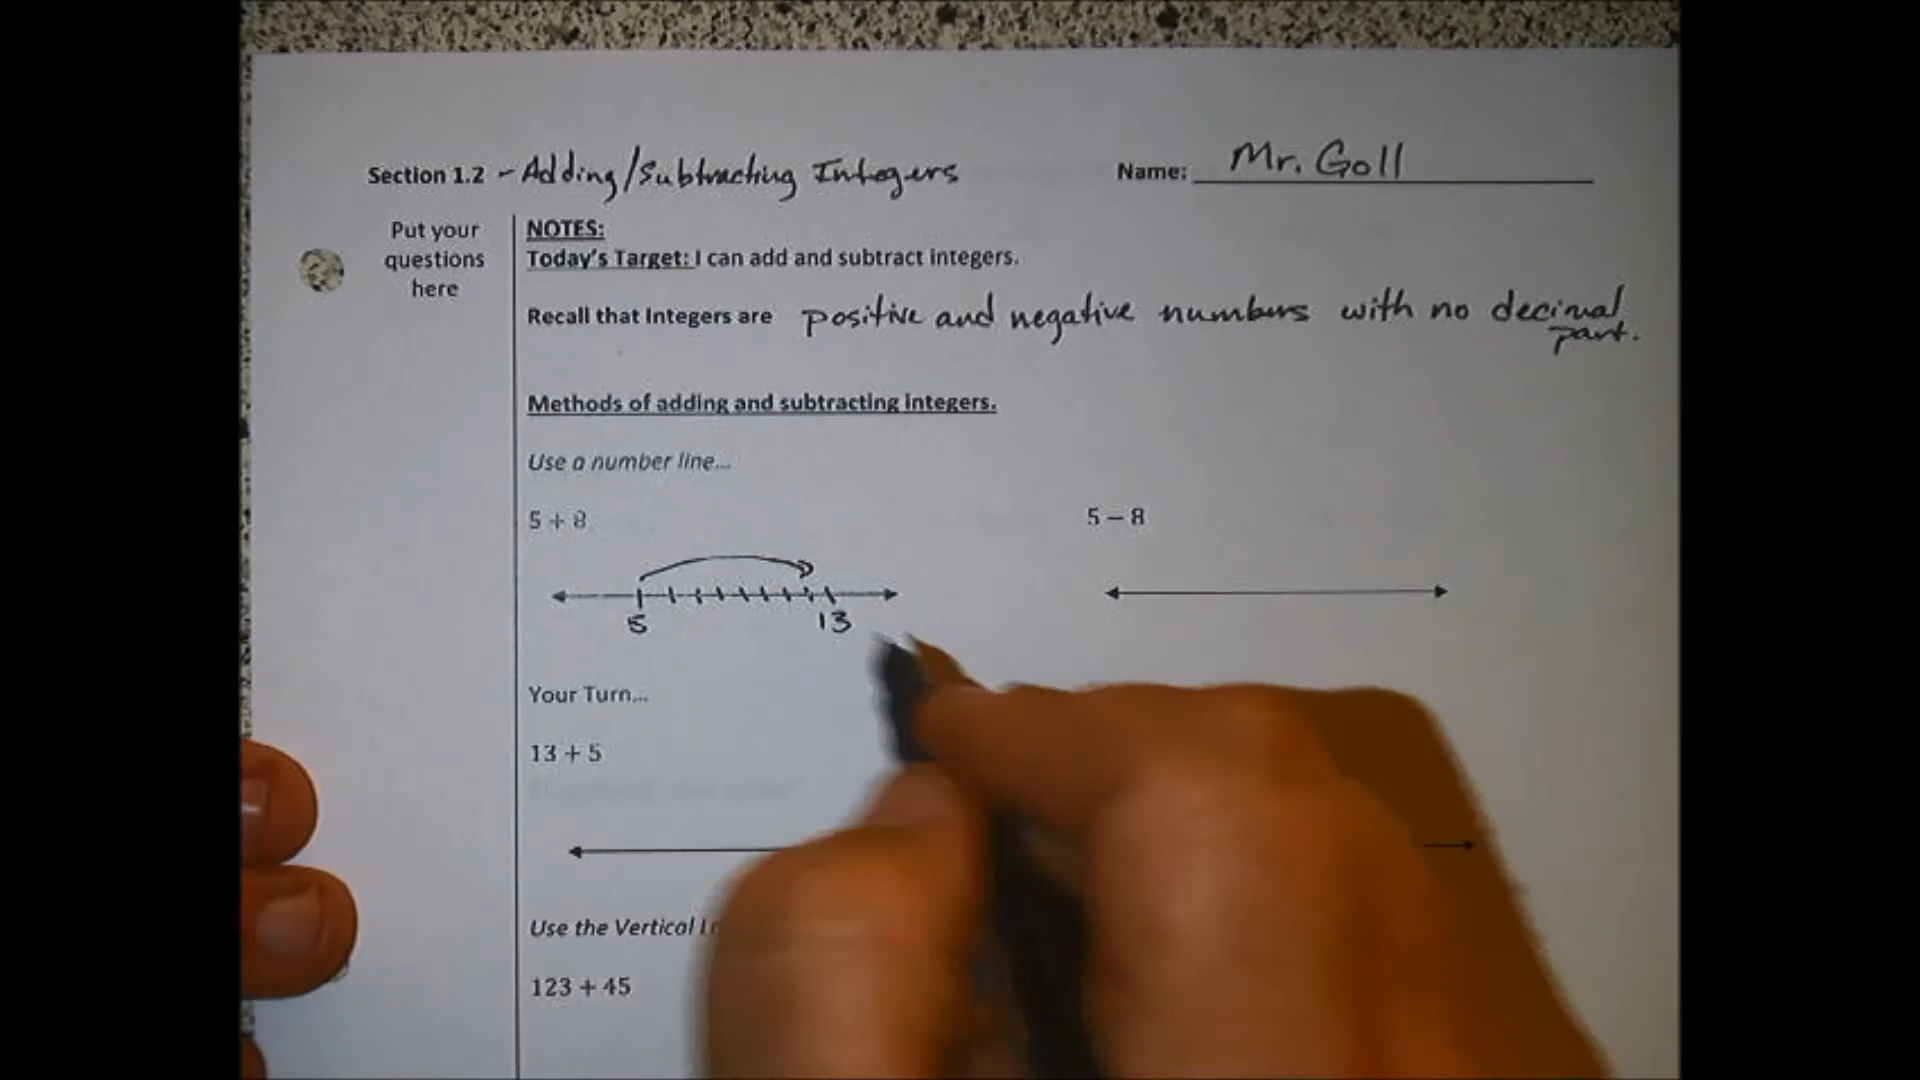 Section 1.2 - Adding/Subtracting Integers
Name: Mr. Goll
Put your
questions
here
NOTES:
Today's Target: I can add and subtract integers.
Recall that Integers are positive and negative numbers with no decimal
part.
Methods of adding and subtracting integers.
Use a number line...
5 + 8
5 – 8
5 13
Your Turn...
13 + 5
Use the Vertical
123 + 45